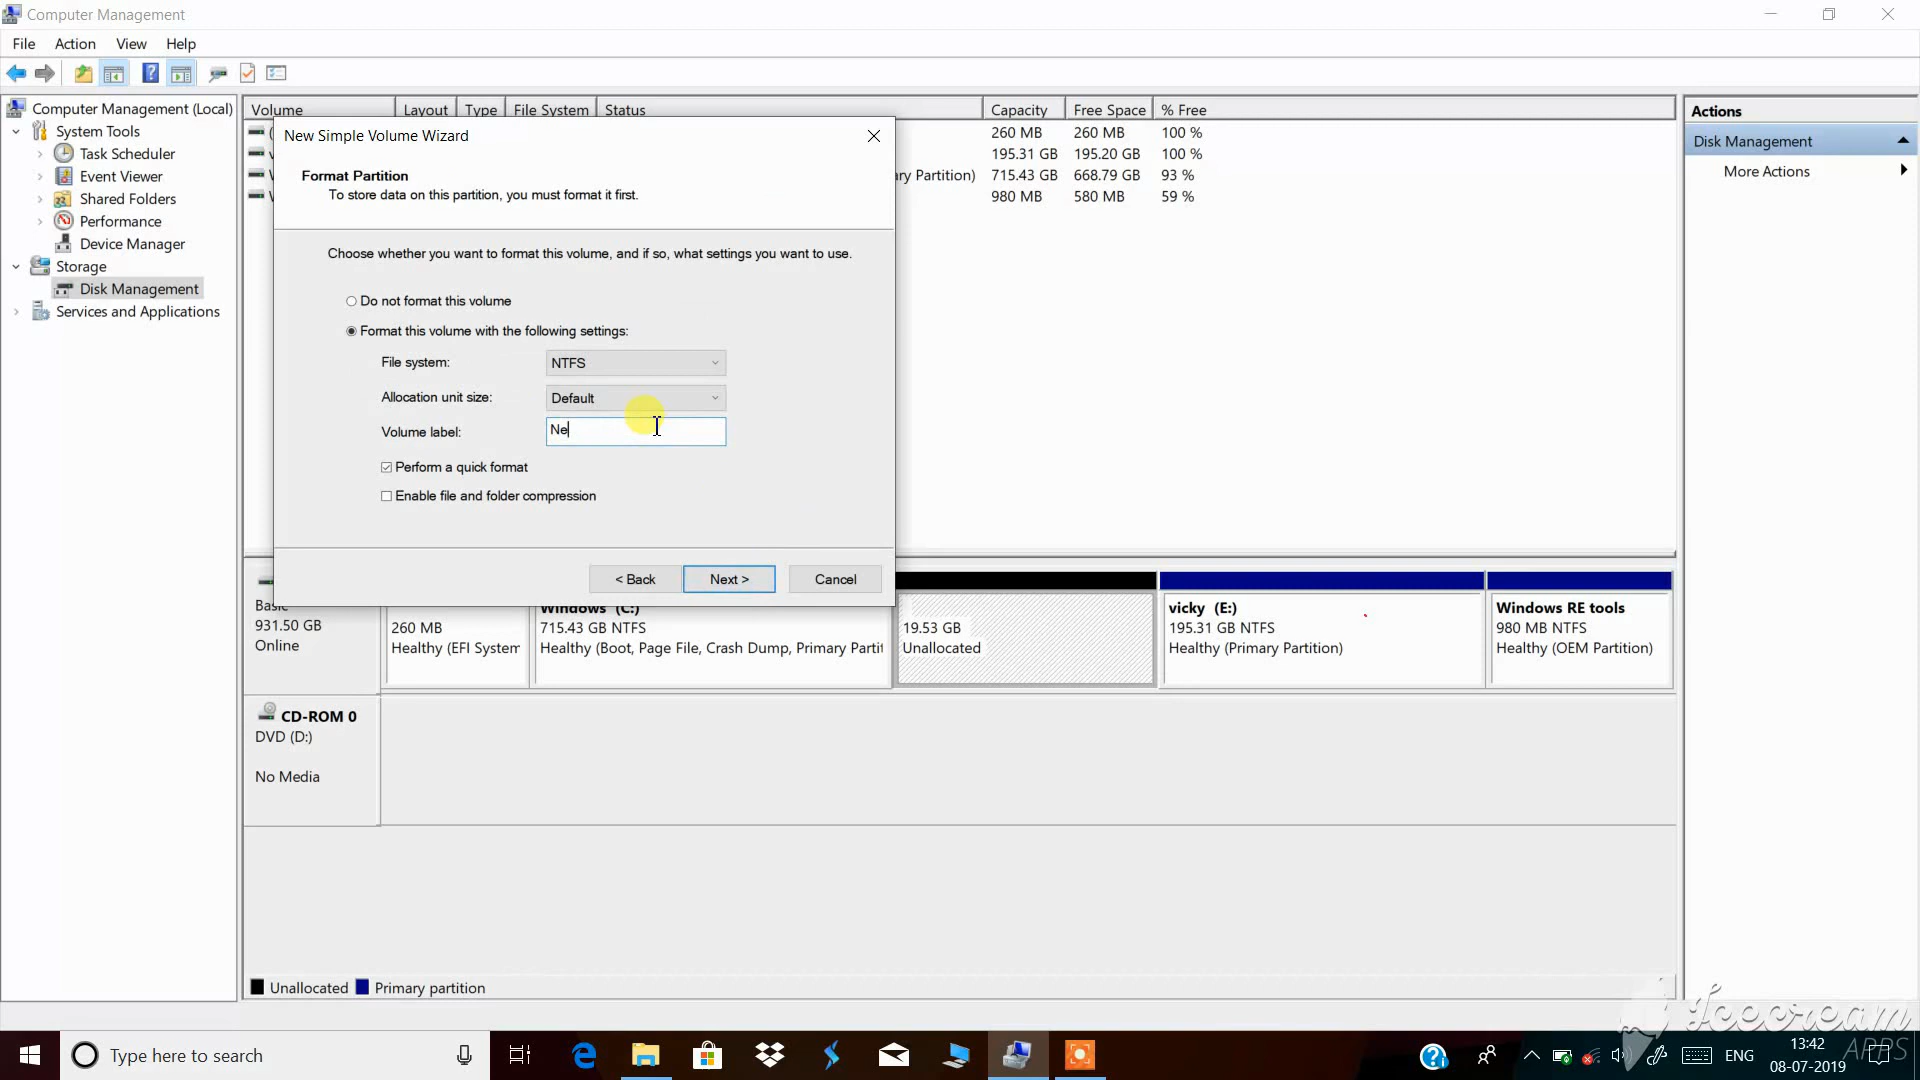 Computer Management
File Action View Help
Computer Management (Local)
System Tools
Task Scheduler
Event Viewer
Shared Folders
Performance
Device Manager
Storage
Disk Management
Services and Applications
Volume Layout Type File System Status Capacity Free Space % Free
260 MB 260 MB 100 %
195.31 GB 195.20 GB 100 %
ry Partition) 715.43 GB 668.79 GB 93 %
980 MB 580 MB 59 %
Actions
Disk Management
More Actions
New Simple Volume Wizard
Format Partition
To store data on this partition, you must format it first.
Choose whether you want to format this volume, and if so, what settings you want to use.
Do not format this volume
Format this volume with the following settings:
File system: NTFS
Allocation unit size: Default
Volume label: Ne
Perform a quick format
Enable file and folder compression
< Back Next > Cancel
Basic
931.50 GB
Online
260 MB
Healthy (EFI System
Windows (C:)
715.43 GB NTFS
Healthy (Boot, Page File, Crash Dump, Primary Partit
19.53 GB
Unallocated
vicky (E:)
195.31 GB NTFS
Healthy (Primary Partition)
Windows RE tools
980 MB NTFS
Healthy (OEM Partition)
CD-ROM 0
DVD (D:)
No Media
Unallocated Primary partition
Icecream
APPS
Type here to search
ENG
13:42
08-07-2019